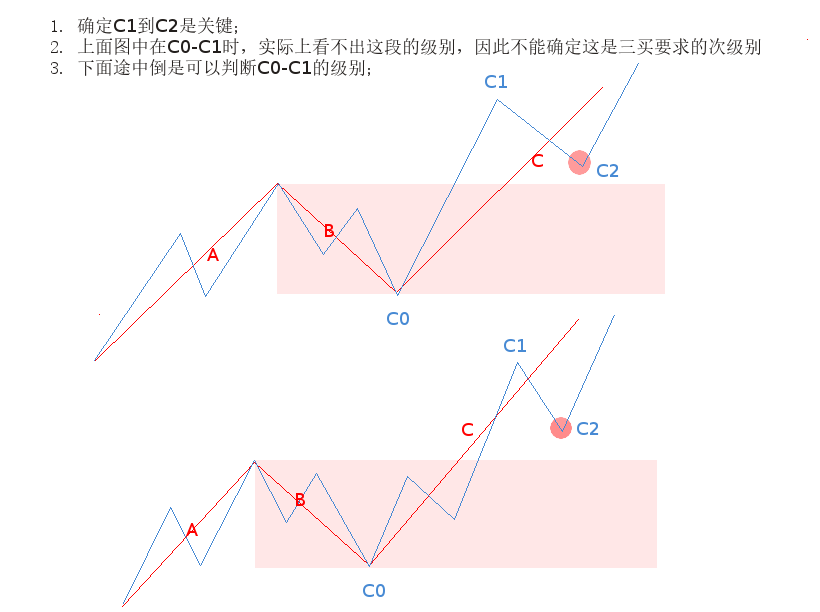 1. 确定C1到C2是关键;
2. 上面图中在C0-C1时，实际上看不出这段的级别，因此不能确定这是三买要求的次级别
3. 下面途中倒是可以判断C0-C1的级别;
C1
C
C2
B
A
C0
C1
C
C2
B
A
C0